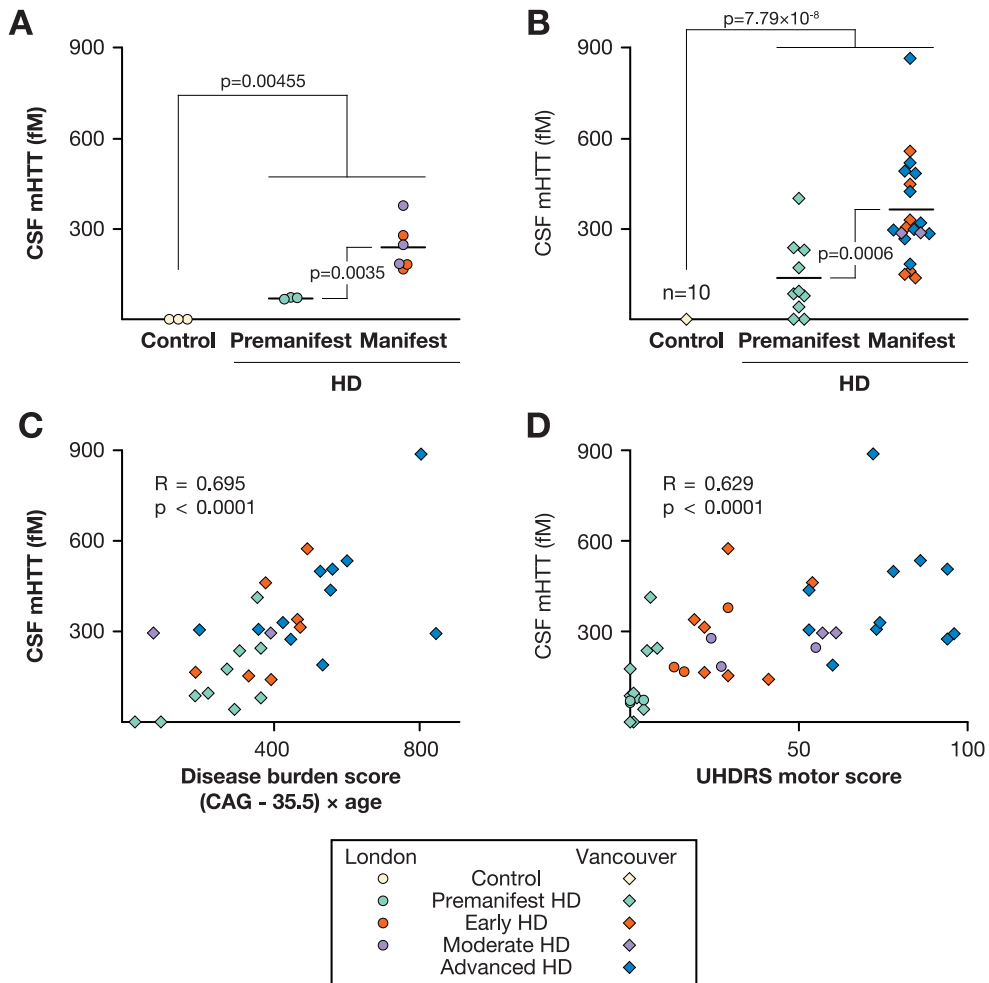 A
CSF mHTT (fM)
900
600
300
p=0.00455
p=0.0035
Control
Premanifest
Manifest
HD
B
CSF mHTT (fM)
900
600
300
p=7.79×10⁻⁸
p=0.0006
n=10
Control
Premanifest
Manifest
HD
C
CSF mHTT (fM)
900
600
300
R = 0.695
p < 0.0001
400
800
Disease burden score
(CAG - 35.5) × age
D
CSF mHTT (fM)
900
600
300
R = 0.629
p < 0.0001
50
100
UHDRS motor score
London
Vancouver
Control
Premanifest HD
Early HD
Moderate HD
Advanced HD